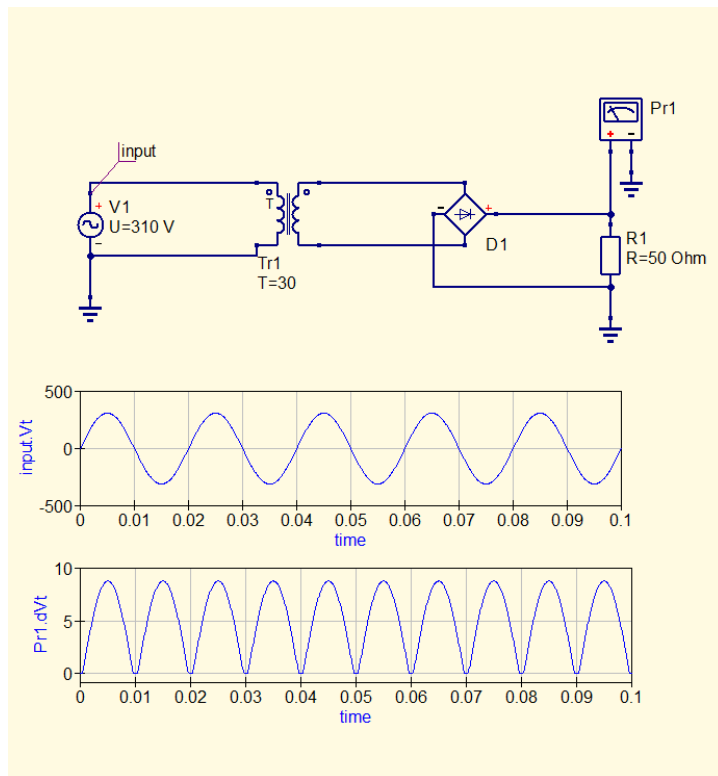 Pr1
+ -
input
+ V1
U=310 V
-
T
Tr1
T=30
- +
D1
R1
R=50 Ohm
500
0
-500
input.Vt
0 0.01 0.02 0.03 0.04 0.05 0.06 0.07 0.08 0.09 0.1
time
10
5
0
Pr1.dVt
0 0.01 0.02 0.03 0.04 0.05 0.06 0.07 0.08 0.09 0.1
time